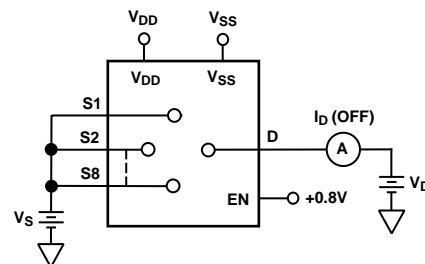 VDD VSS
VDD VSS
S1
S2
S8
D
ID (OFF)
A
EN
+0.8V
VS
VD